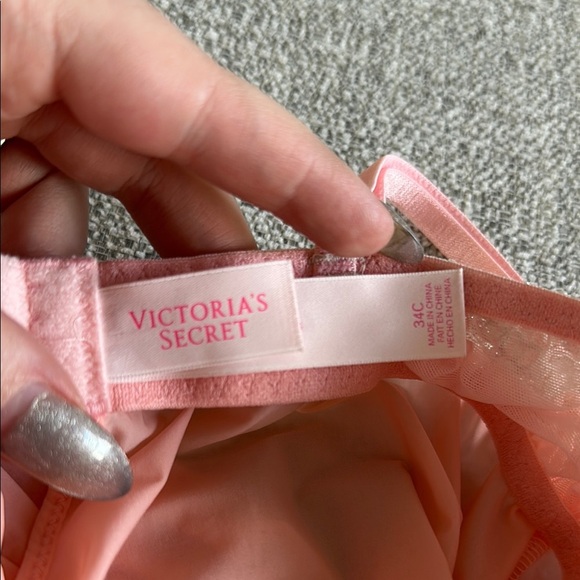 VICTORIA'S
SECRET
34C
MADE IN CHINA
FAIT EN CHINE
HECHO EN CHINA